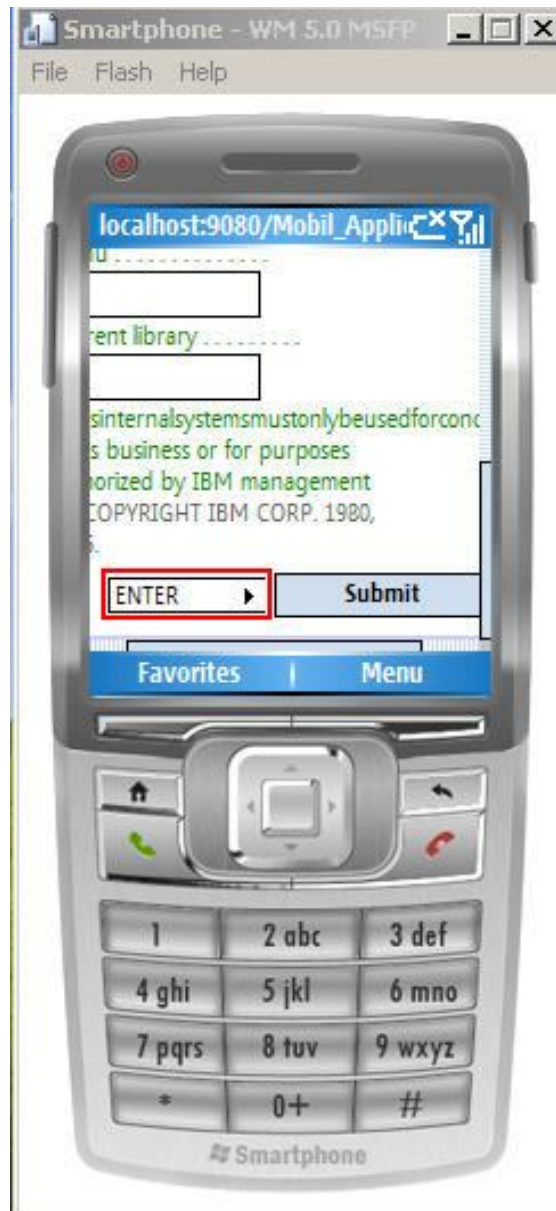 Smartphone - WM 5.0 MSFP
File Flash Help
localhost:9080/Mobil_Appli
rent library . . . . . . . . .
sinternalsystemsmustonlybeusedforconc
s business or for purposes
orized by IBM management
COPYRIGHT IBM CORP. 1980,
ENTER Submit
Favorites Menu
1 2 abc 3 def
4 ghi 5 jkl 6 mno
7 pqrs 8 tuv 9 wxyz
* 0+ #
Smartphone